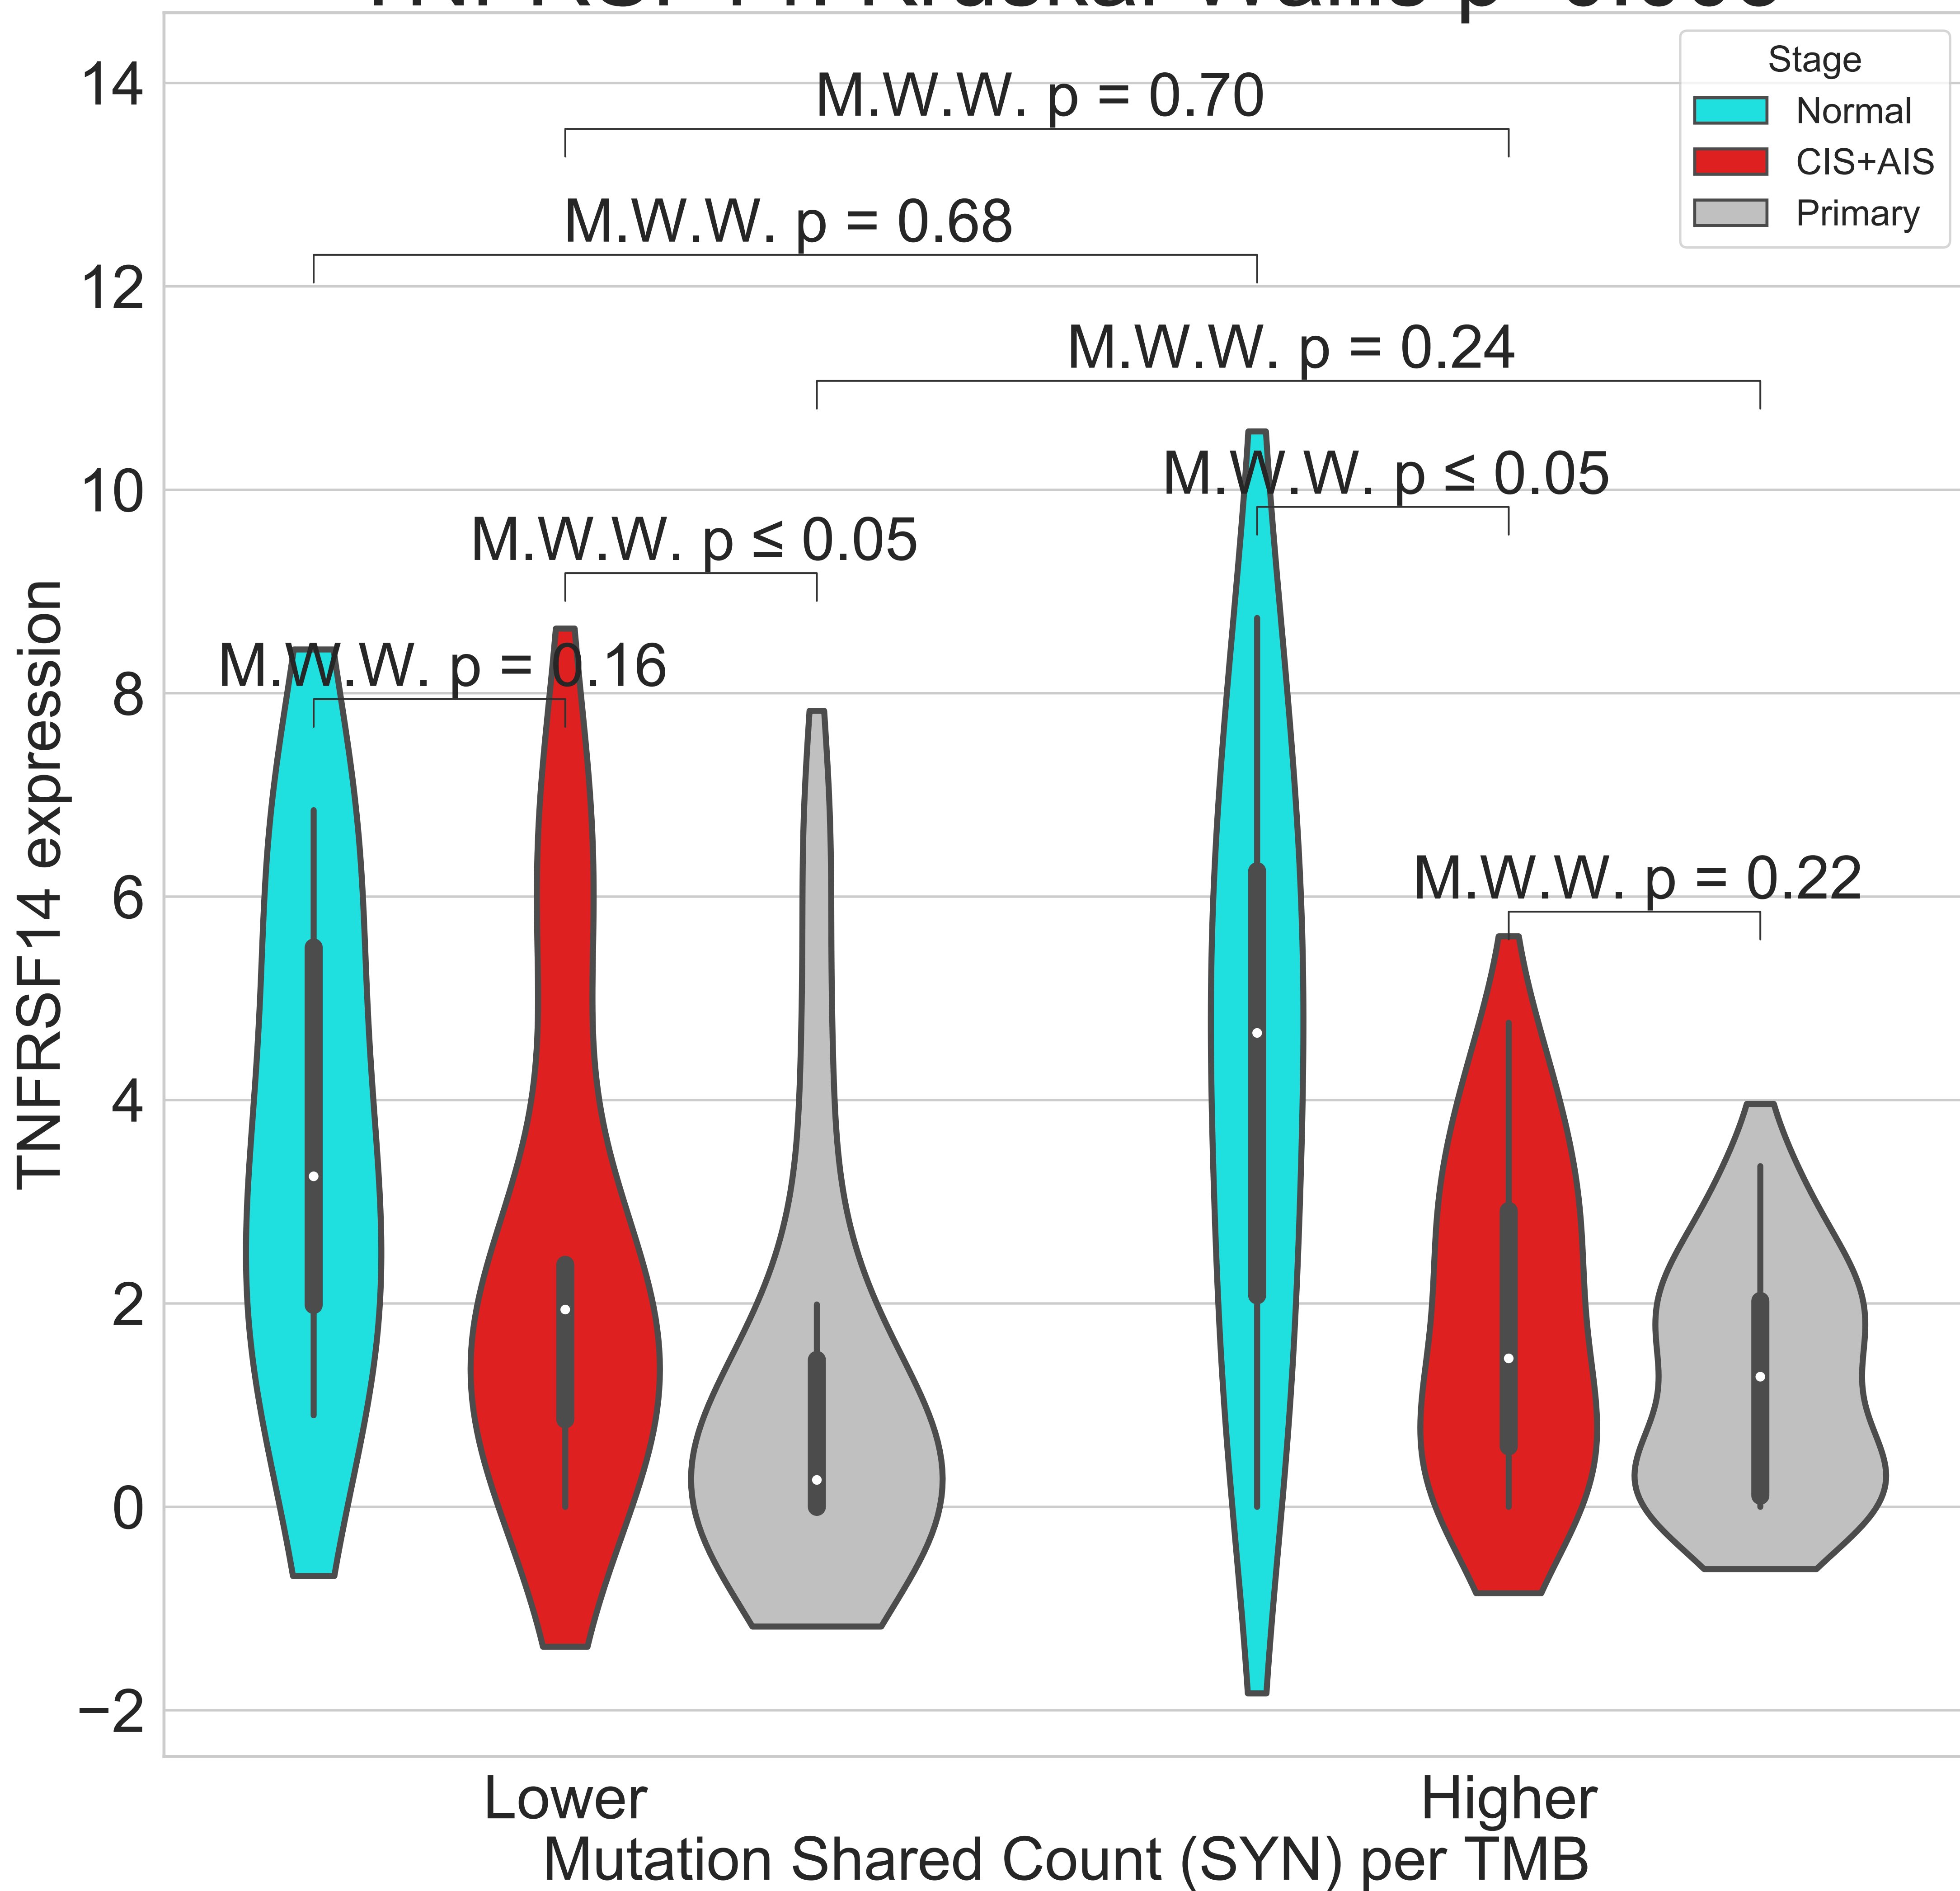 Stage
Normal
CIS+AIS
Primary
14
12
10
8
6
4
2
0
−2
TNFRSF14 expression
M.W.W. p = 0.70
M.W.W. p = 0.68
M.W.W. p = 0.24
M.W.W. p ≤ 0.05
M.W.W. p ≤ 0.05
M.W.W. p = 0.16
M.W.W. p = 0.22
Lower
Higher
Mutation Shared Count (SYN) per TMB